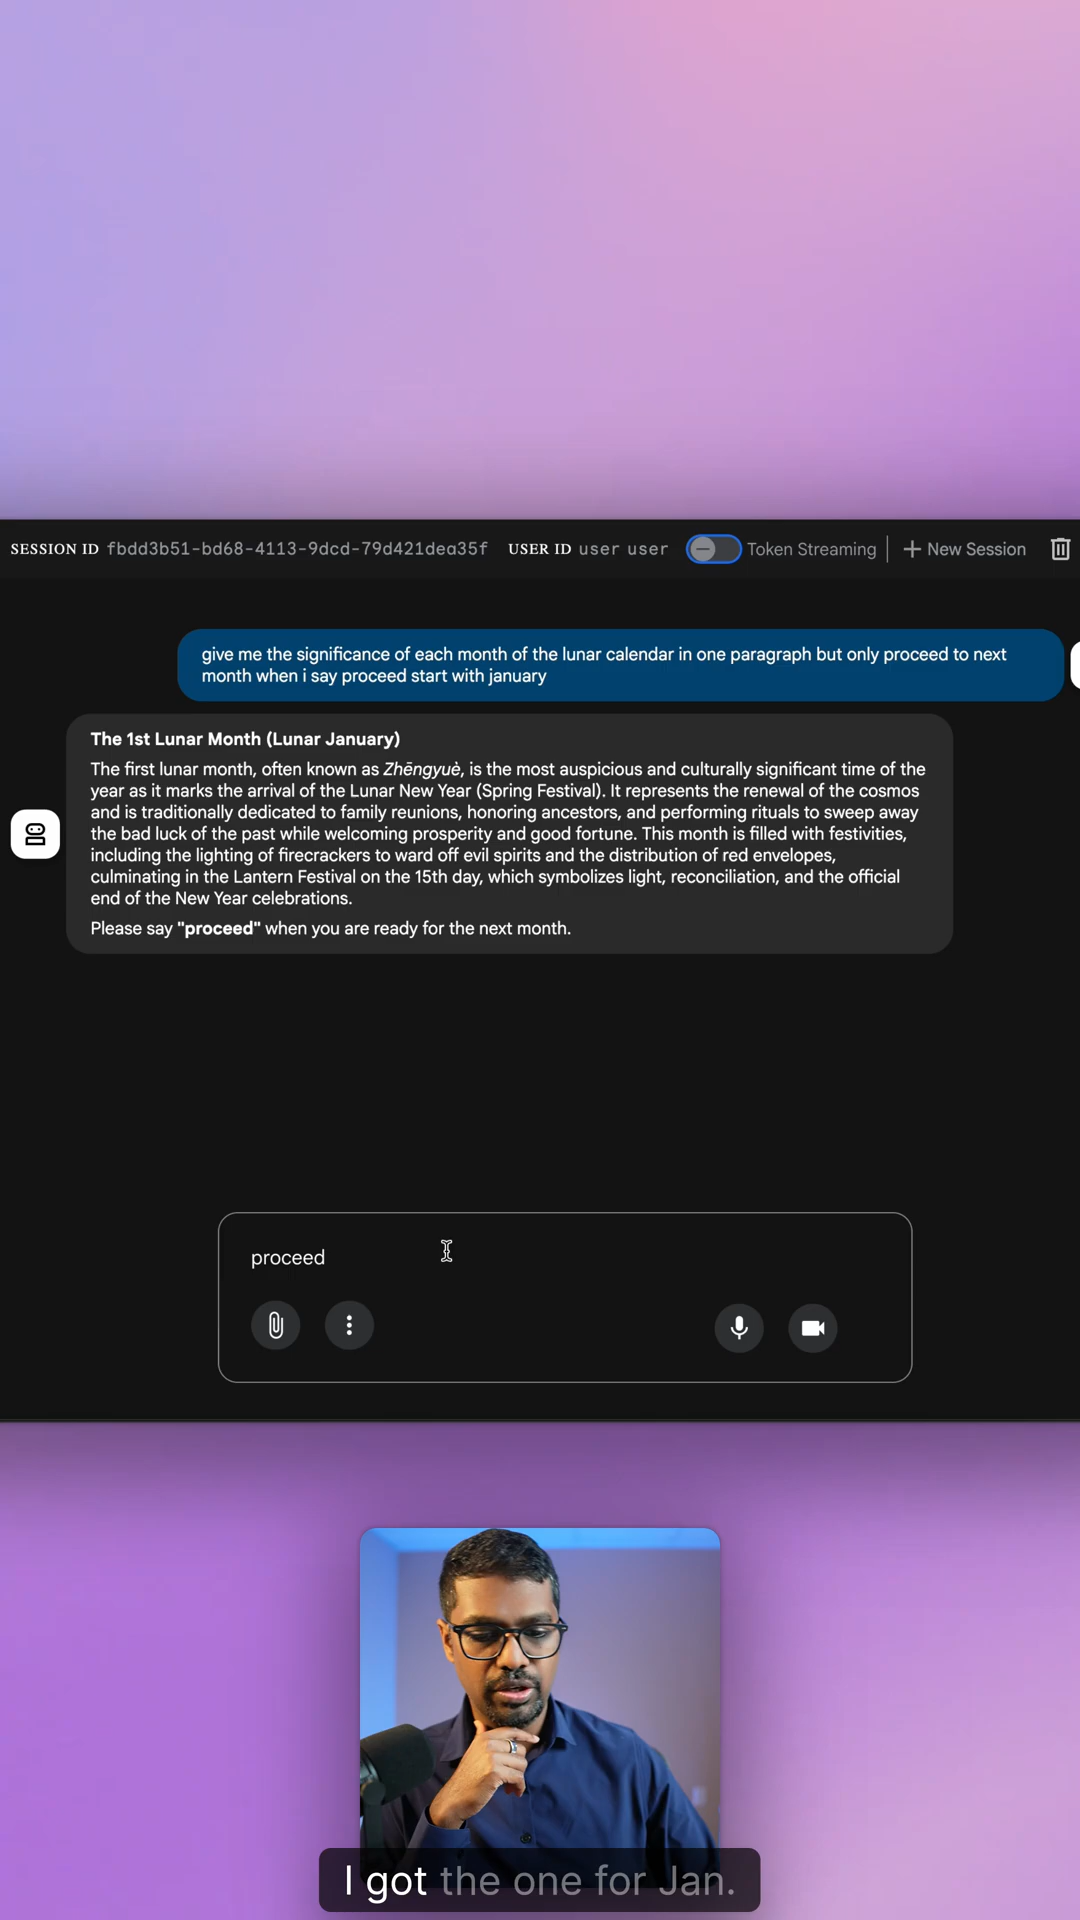 SESSION ID fbdd3b51-bd68-4113-9dcd-79d421dea35f USER ID user user Token Streaming New Session
give me the significance of each month of the lunar calendar in one paragraph but only proceed to next
month when i say proceed start with january
The 1st Lunar Month (Lunar January)
The first lunar month, often known as Zhēngyuè, is the most auspicious and culturally significant time of the
year as it marks the arrival of the Lunar New Year (Spring Festival). It represents the renewal of the cosmos
and is traditionally dedicated to family reunions, honoring ancestors, and performing rituals to sweep away
the bad luck of the past while welcoming prosperity and good fortune. This month is filled with festivities,
including the lighting of firecrackers to ward off evil spirits and the distribution of red envelopes,
culminating in the Lantern Festival on the 15th day, which symbolizes light, reconciliation, and the official
end of the New Year celebrations.
Please say "proceed" when you are ready for the next month.
proceed
I got the one for Jan.